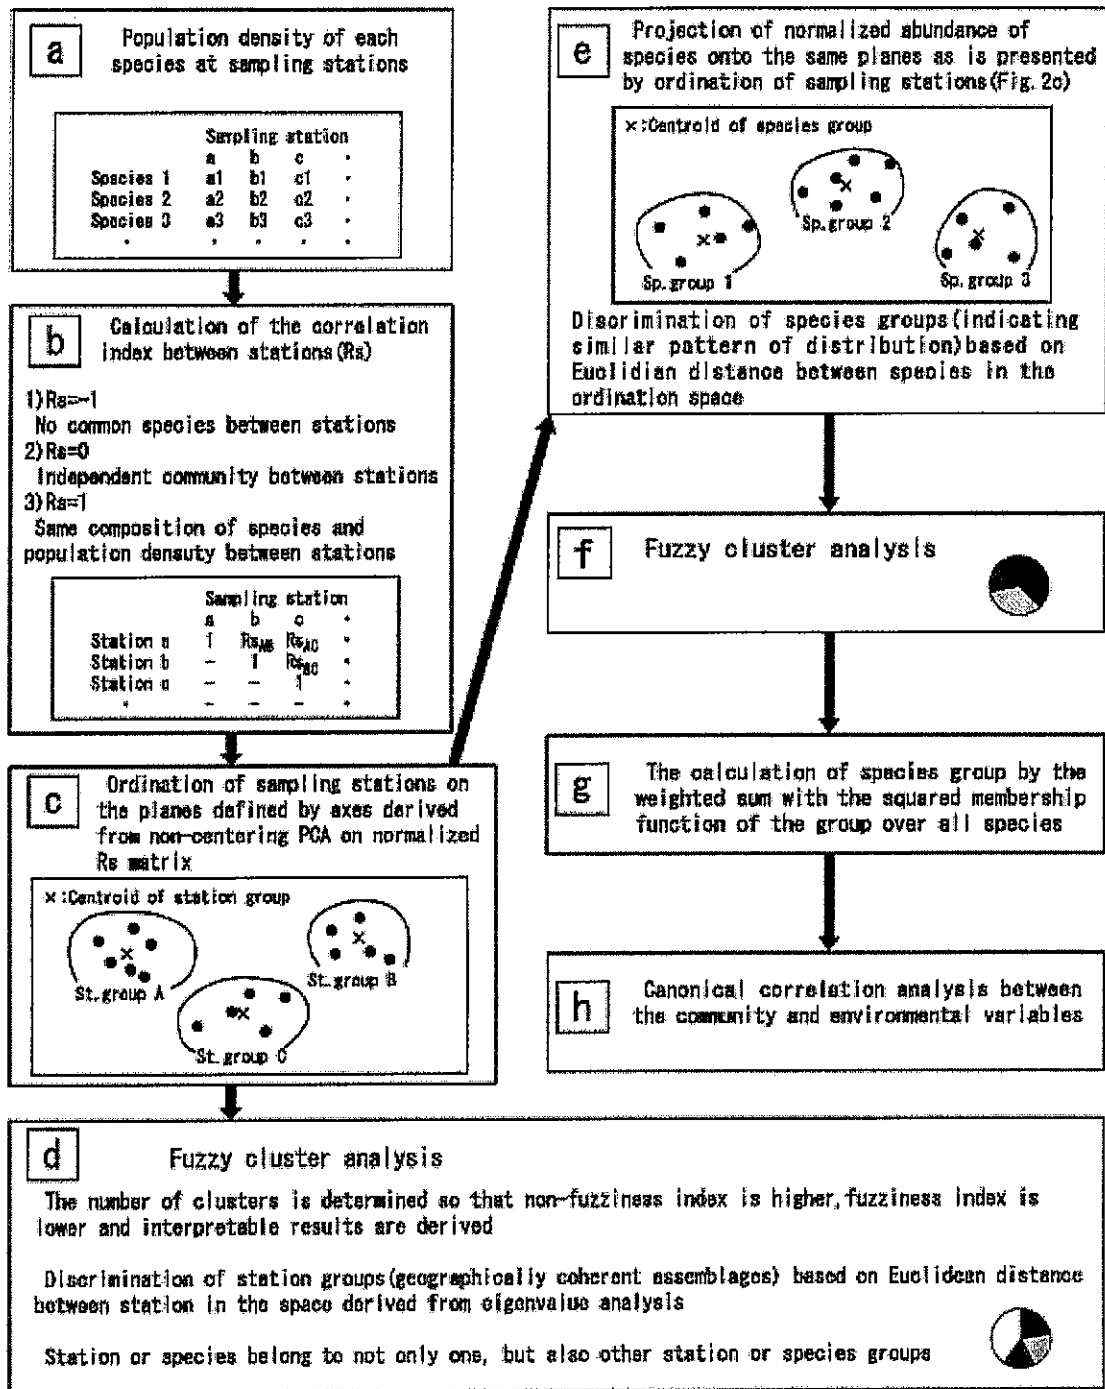 a
Population density of each
species at sampling stations
Sampling station
a b c ・
Species 1 a1 b1 c1 ・
Species 2 a2 b2 c2 ・
Species 3 a3 b3 c3 ・
・ ・ ・ ・ ・
b
Calculation of the correlation
index between stations(Rs)
1)Rs=-1
No common species between stations
2)Rs=0
Independent community between stations
3)Rs=1
Same composition of species and
population densuty between stations
Sampling station
a b c ・
Station a 1 RsAB RsAC ・
Station b - 1 RsBC ・
Station c - - 1 ・
・ - - - ・
c
Ordination of sampling stations on
the planes defined by axes derived
from non-centering PCA on normalized
Rs matrix
×:Centroid of station group
St.group A
St.group B
St.group C
d
Fuzzy cluster analysis
The number of clusters is determined so that non-fuzziness index is higher,fuzziness index is
lower and interpretable results are derived
Discrimination of station groups(geographically coherent assemblages) based on Euclidean distance
between station in the space derived from eigenvalue analysis
Station or species belong to not only one, but also other station or species groups
e
Projection of normalized abundance of
species onto the same planes as is presented
by ordination of sampling stations(Fig.2c)
×:Centroid of species group
Sp.group 1
Sp.group 2
Sp.group 3
Discrimination of species groups(indicating
similar pattern of distribution)based on
Euclidian distance between species in the
ordination space
f
Fuzzy cluster analysis
g
The calculation of species group by the
weighted sum with the squared membership
function of the group over all species
h
Canonical correlation analysis between
the community and environmental variables